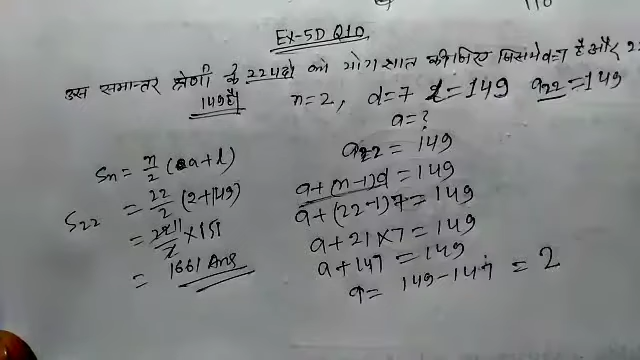 Ex-5D Q10
उस समान्तर श्रेणी के 22 पदो का योग ज्ञात कीजिए जिसमे d=7 है और 22
149 है।
n=2, d=7 l=149 a22=149
a=?
a22 = 149
Sn = n/2 (a+l)
a+(n-1)d = 149
S22 = 22/2 (2+149)
a+(22-1)7 = 149
= 22 11/2 × 151
a+21×7 = 149
= 1661 Ans
a+147 = 149
a = 149-147 = 2